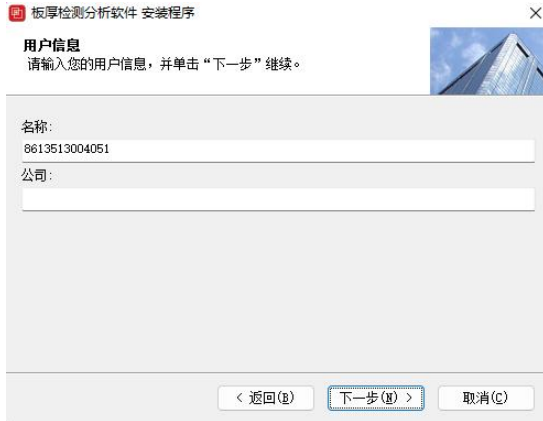 板厚检测分析软件 安装程序
用户信息
请输入您的用户信息，并单击“下一步”继续。
名称:
8613513004051
公司:
< 返回(B) 下一步(N) > 取消(C)